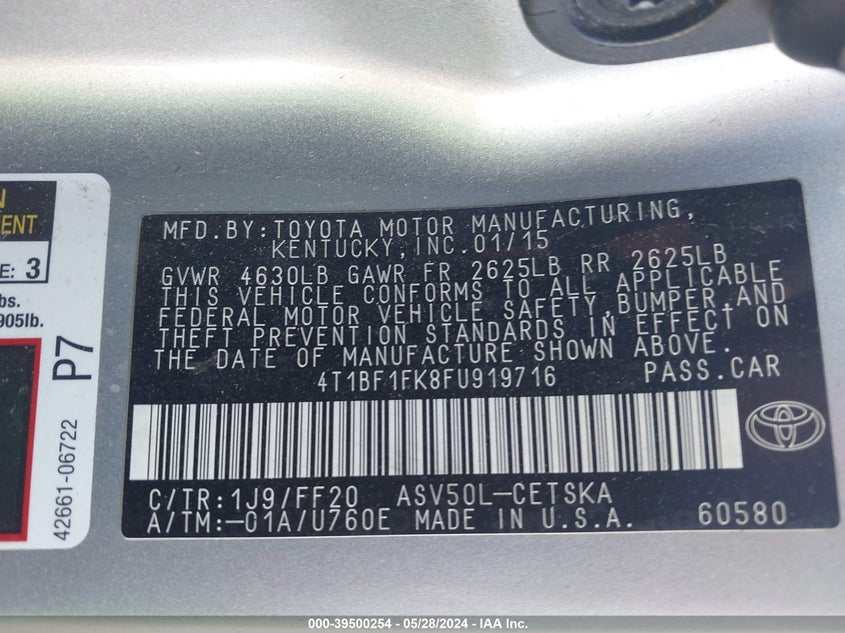 N
EMENT
E: 3
bs.
905lb.
P7
42661-06722
MFD. BY: TOYOTA MOTOR MANUFACTURING,
KENTUCKY, INC. 01/15
GVWR 4630LB GAWR FR 2625LB RR 2625LB
THIS VEHICLE CONFORMS TO ALL APPLICABLE
FEDERAL MOTOR VEHICLE SAFETY, BUMPER, AND
THEFT PREVENTION STANDARDS IN EFFECT ON
THE DATE OF MANUFACTURE SHOWN ABOVE.
4T1BF1FK8FU919716 PASS. CAR
C/TR: 1J9/FF20 ASV50L-CETSKA
A/TM: -01A/U760E MADE IN U.S.A. 60580
000-39500254 - 05/28/2024 - IAA Inc.